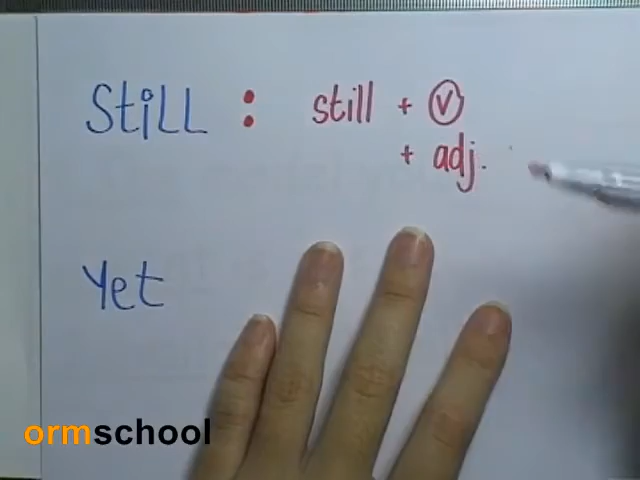 StiLL : still + V
+ adj.
Yet
ormschool